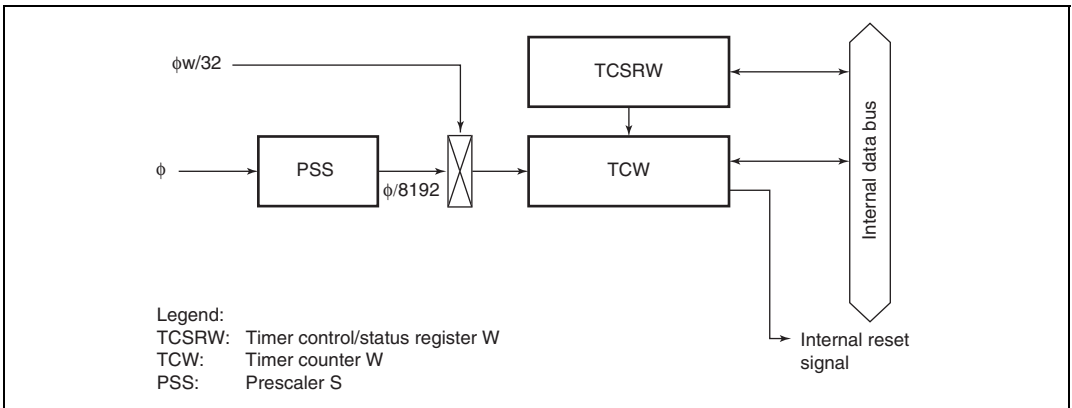 φw/32
TCSRW
φ
PSS
φ/8192
TCW
Internal data bus
Internal reset
signal
Legend:
TCSRW: Timer control/status register W
TCW: Timer counter W
PSS: Prescaler S